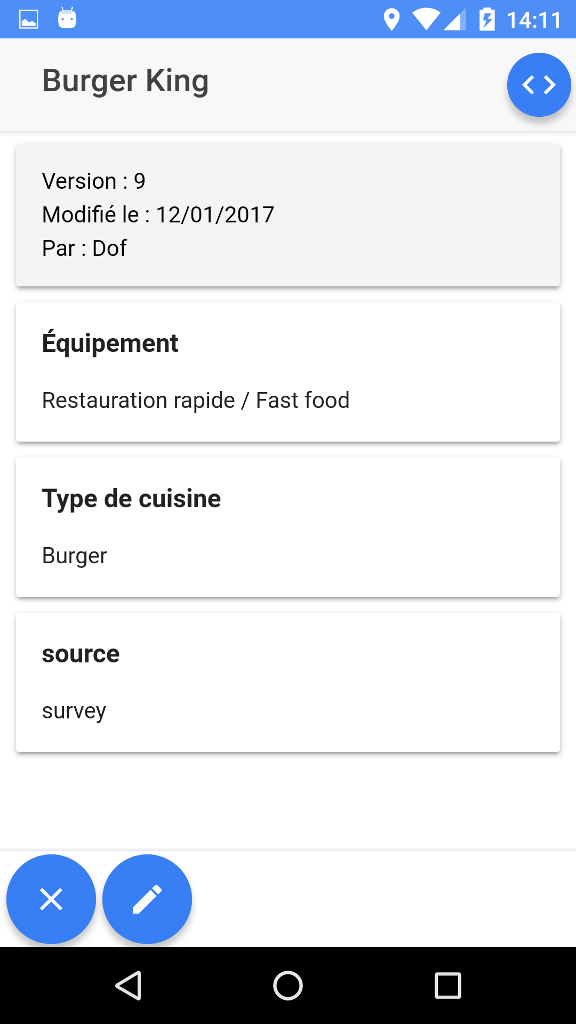 14:11
Burger King
Version : 9
Modifié le : 12/01/2017
Par : Dof
Équipement
Restauration rapide / Fast food
Type de cuisine
Burger
source
survey